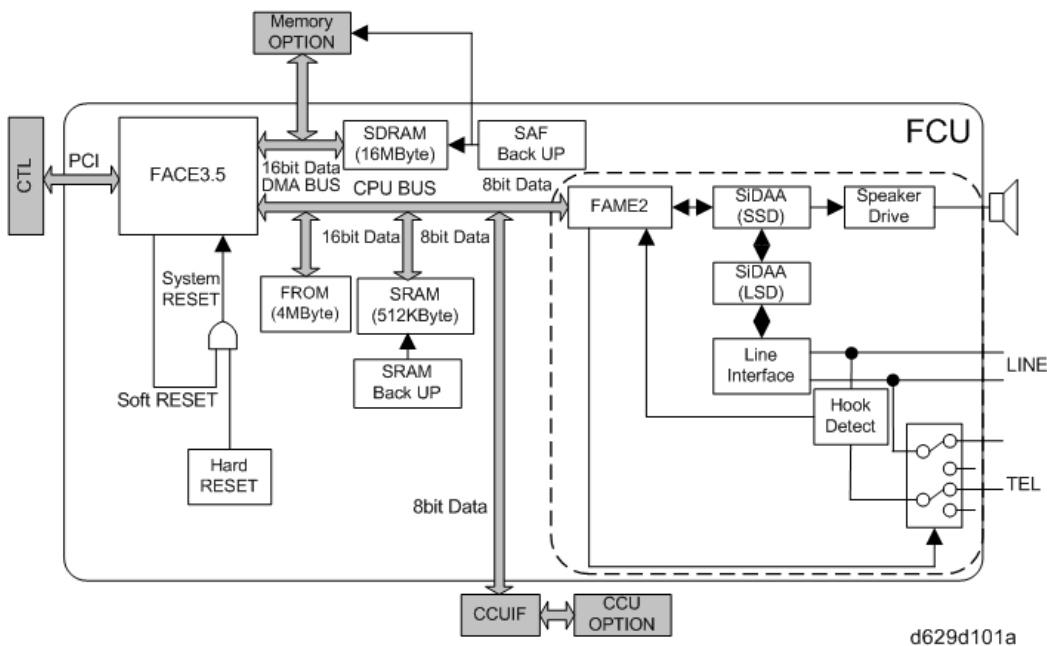 Memory
OPTION
FCU
CTL
PCI
FACE3.5
SDRAM
(16MByte)
SAF
Back UP
16bit Data
DMA BUS
CPU BUS
8bit Data
FAME2
SiDAA
(SSD)
Speaker
Drive
16bit Data
8bit Data
System
RESET
FROM
(4MByte)
SRAM
(512KByte)
SiDAA
(LSD)
Line
Interface
LINE
SRAM
Back UP
Soft RESET
Hook
Detect
Hard
RESET
TEL
8bit Data
CCUIF
CCU
OPTION
d629d101a